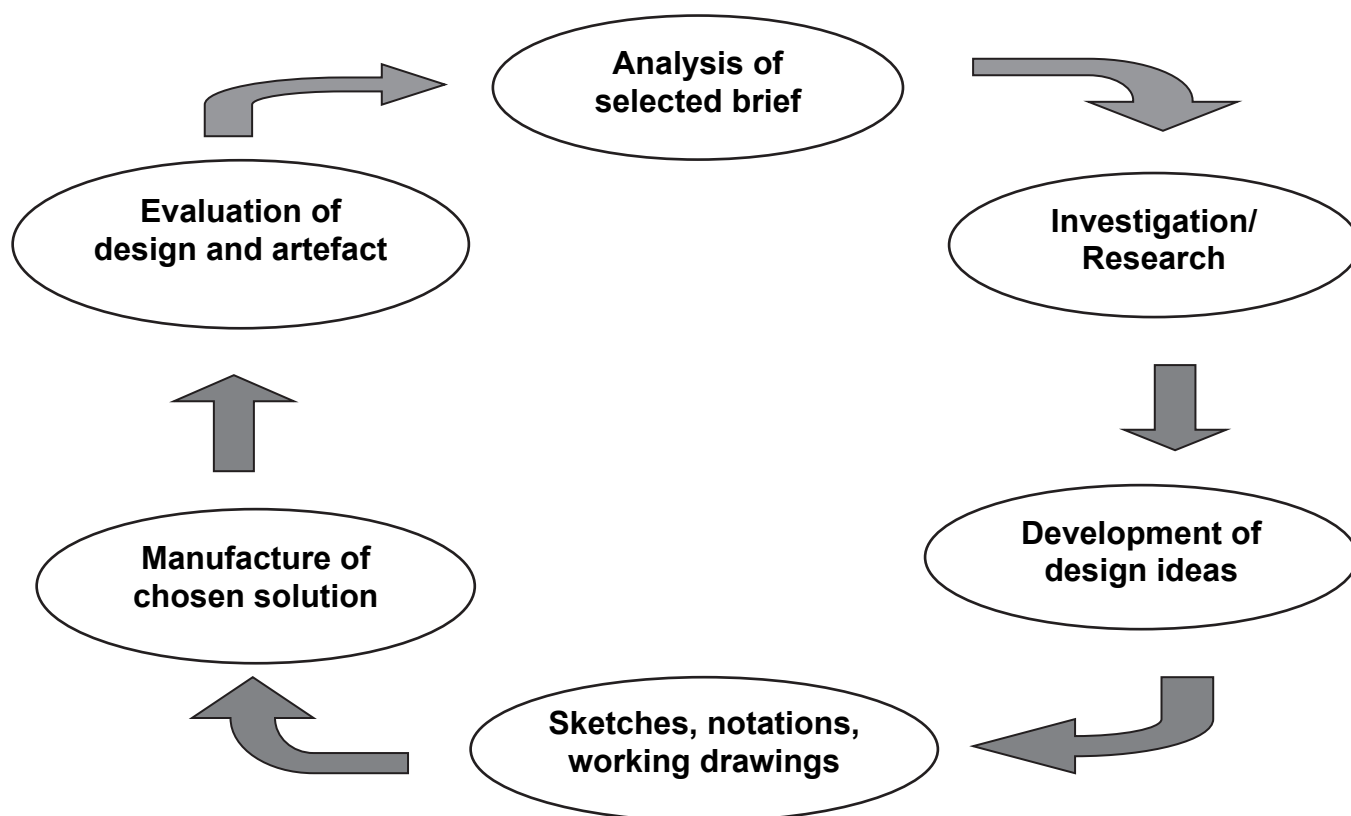 Analysis of
selected brief
Investigation/
Research
Development of
design ideas
Sketches, notations,
working drawings
Manufacture of
chosen solution
Evaluation of
design and artefact